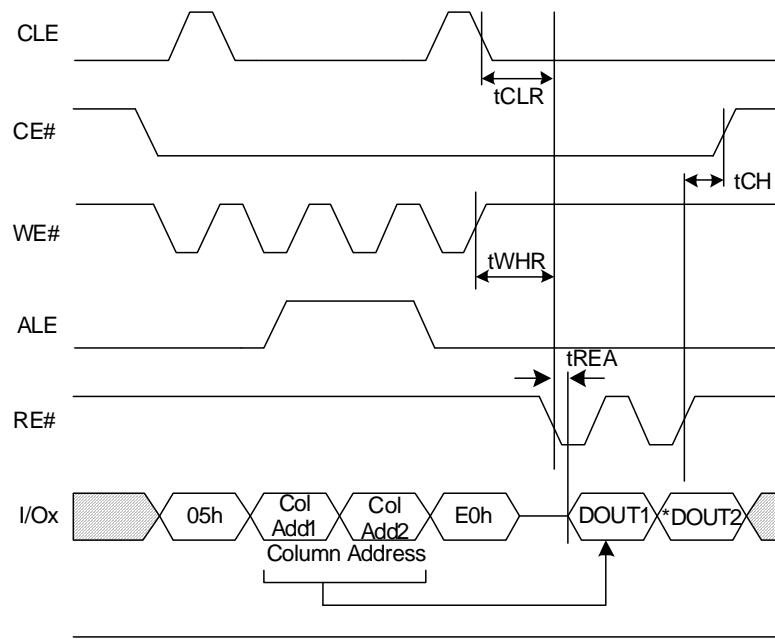 CLE
tCLR
CE#
tCH
WE#
tWHR
ALE
tREA
RE#
I/Ox
05h
Col
Add1
Col
Add2
E0h
DOUT1
*DOUT2
Column Address